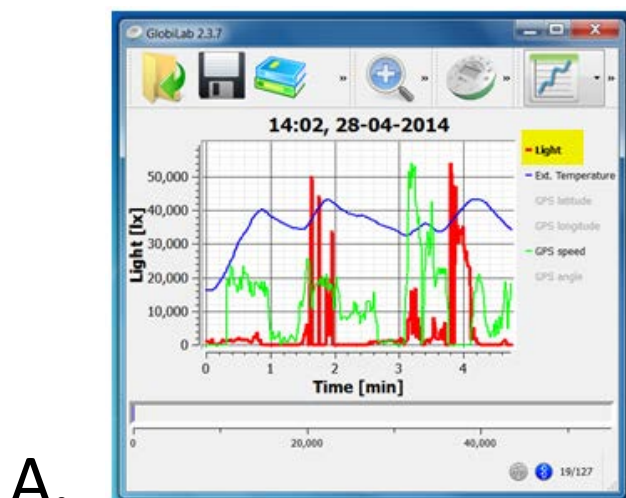 GlobiLab 2.3.7
»
»
»
»
14:02, 28-04-2014
Light
Ext. Temperature
GPS latitude
GPS longitude
GPS speed
GPS angle
Light [lx]
50,000
40,000
30,000
20,000
10,000
0
0 1 2 3 4
Time [min]
0 20,000 40,000
19/127
A.